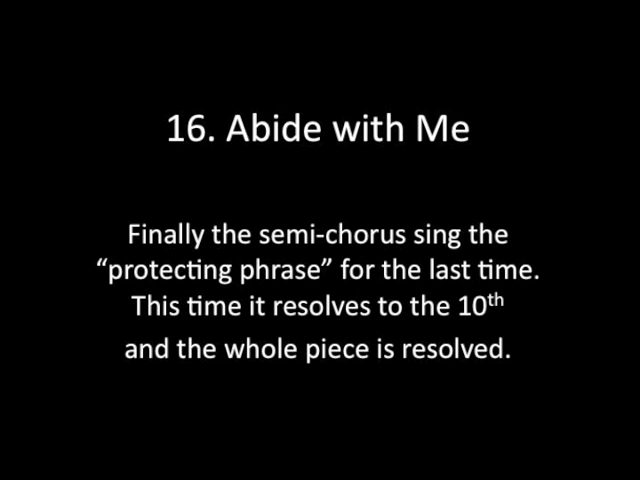 16. Abide with Me
Finally the semi-chorus sing the
“protecting phrase” for the last time.
This time it resolves to the 10th
and the whole piece is resolved.